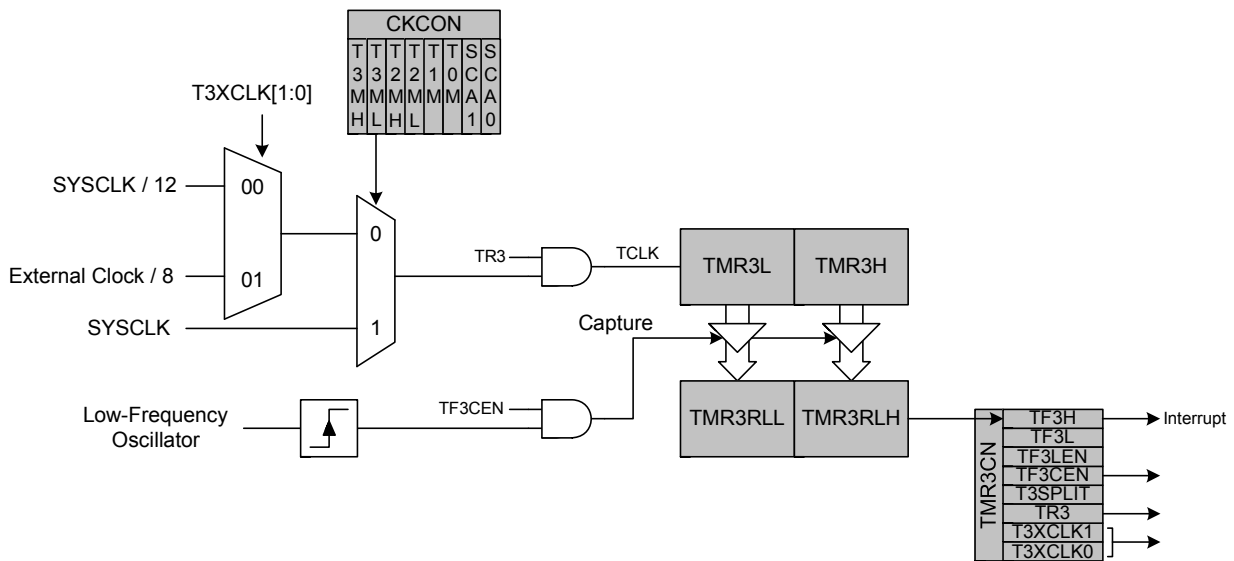 CKCON
T3MH T3ML T2MH T2ML T1M T0M SCA1 SCA0
T3XCLK[1:0]
SYSCLK / 12
00
0
External Clock / 8
01
SYSCLK
1
TR3
TCLK
TMR3L TMR3H
Capture
Low-Frequency
Oscillator
TF3CEN
TMR3RLL TMR3RLH
TMR3CN
TF3H
Interrupt
TF3L
TF3LEN
TF3CEN
T3SPLIT
TR3
T3XCLK1
T3XCLK0